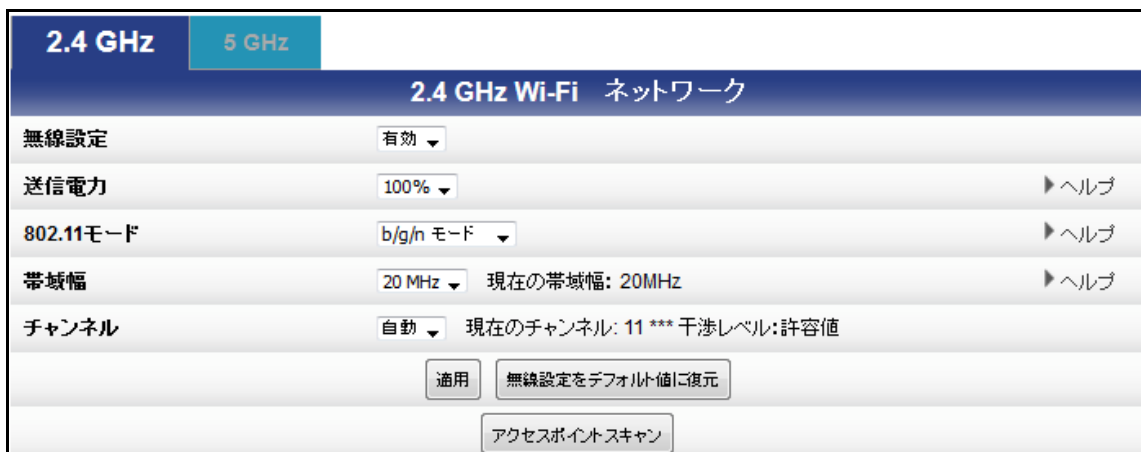 2.4 GHz 5 GHz
2.4 GHz Wi-Fi ネットワーク
無線設定 有効
送信電力 100% ヘルプ
802.11モード b/g/n モード ヘルプ
帯域幅 20 MHz 現在の帯域幅: 20MHz ヘルプ
チャンネル 自動 現在のチャンネル: 11 *** 干渉レベル:許容値
適用 無線設定をデフォルト値に復元
アクセスポイントスキャン